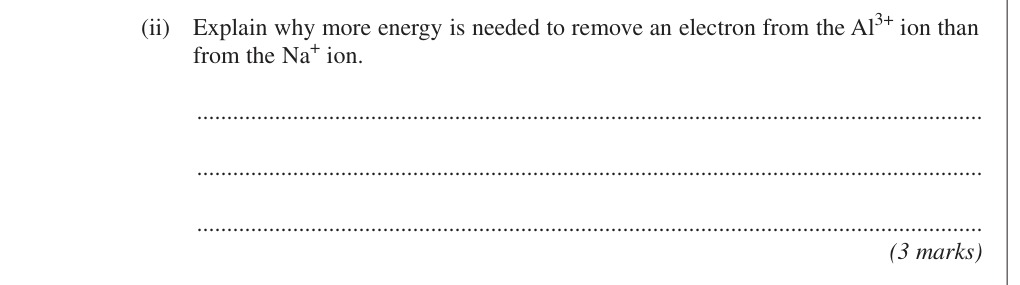 (ii) Explain why more energy is needed to remove an electron from the Al³⁺ ion than
from the Na⁺ ion.
..........................................................................................................................................
..........................................................................................................................................
..........................................................................................................................................
(3 marks)